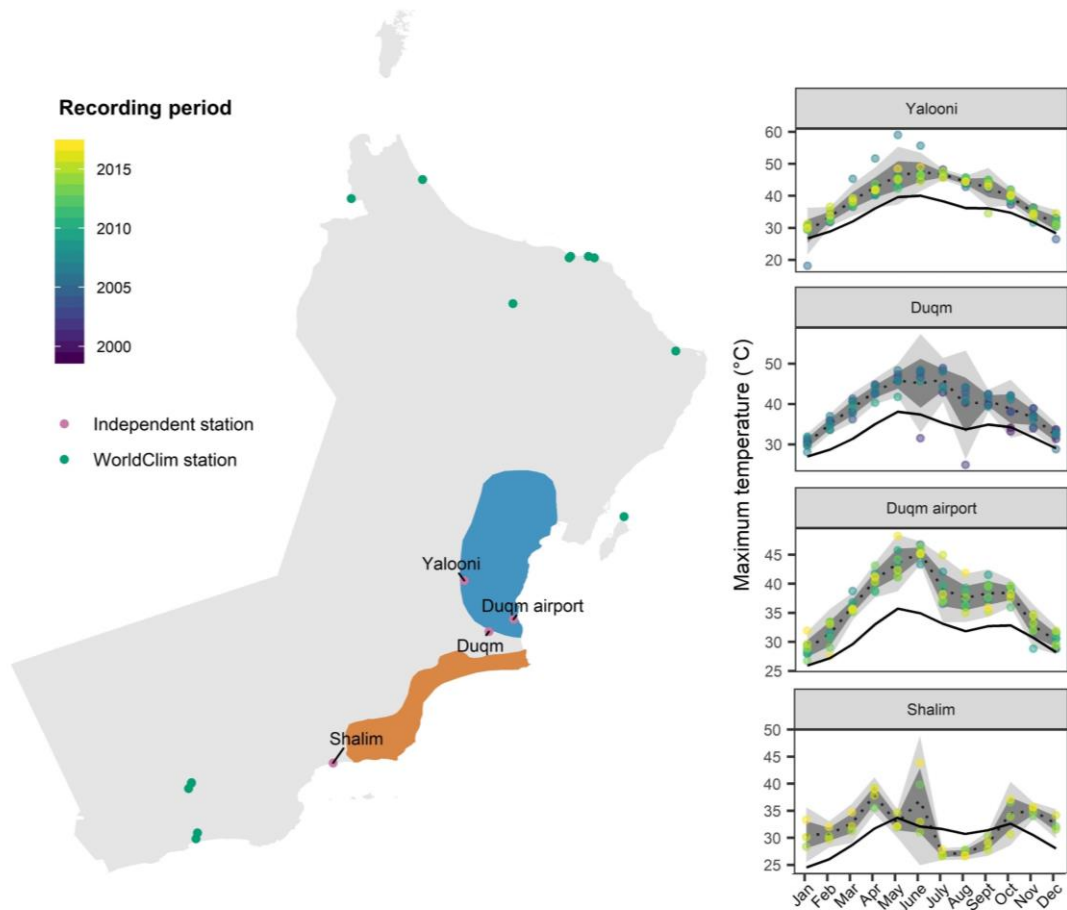 Recording period
2015
2010
2005
2000
Independent station
WorldClim station
Yalooni
Duqm airport
Duqm
Shalim
Maximum temperature (°C)
Yalooni
60
50
40
30
20
Duqm
50
40
30
Duqm airport
45
40
35
30
25
Shalim
50
45
40
35
30
25
Jan
Feb
Mar
Apr
May
June
July
Aug
Sept
Oct
Nov
Dec